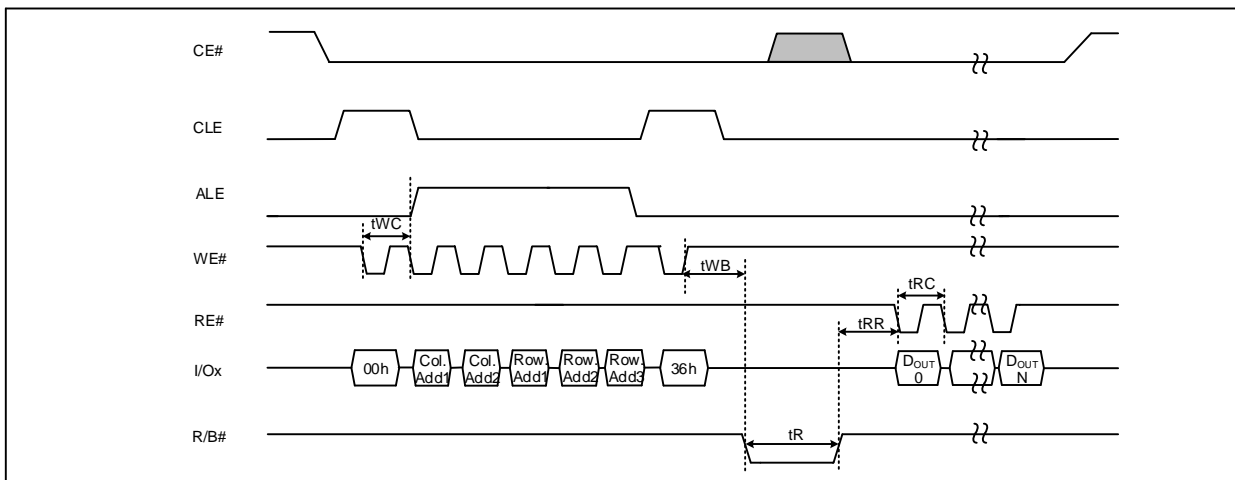 CE#
CLE
ALE
tWC
WE#
tWB
tRC
RE#
tRR
I/Ox
00h
Col.
Add1
Col.
Add2
Row.
Add1
Row.
Add2
Row.
Add3
36h
DOUT
0
DOUT
N
R/B#
tR